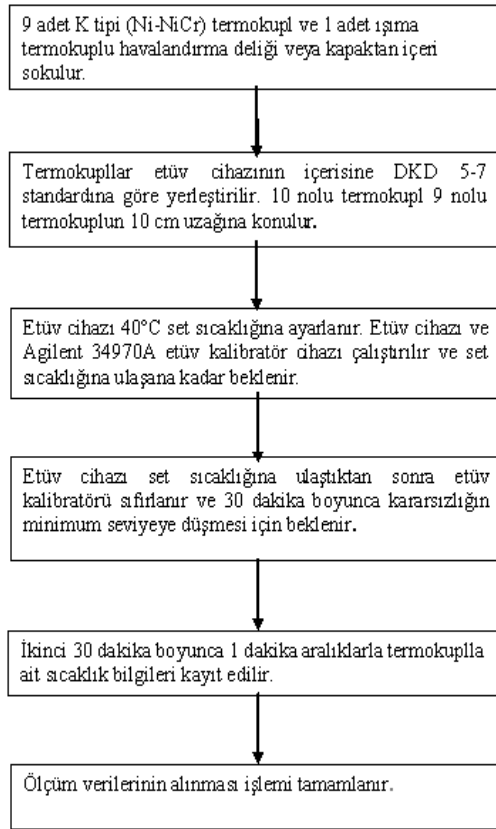 9 adet K tipi (Ni-NiCr) termokupl ve 1 adet ışıma
termokuplu havalandırma deliği veya kapaktan içeri
sokulur.
Termokupllar etüv cihazının içerisine DKD 5-7
standardına göre yerleştirilir. 10 nolu termokupl 9 nolu
termokuplun 10 cm uzağına konulur.
Etüv cihazı 40°C set sıcaklığına ayarlanır. Etüv cihazı ve
Agilent 34970A etüv kalibratör cihazı çalıştırılır ve set
sıcaklığına ulaşana kadar beklenir.
Etüv cihazı set sıcaklığına ulaştıktan sonra etüv
kalibratörü sıfırlanır ve 30 dakika boyunca kararsızlığın
minimum seviyeye düşmesi için beklenir.
İkinci 30 dakika boyunca 1 dakika aralıklarla termokuplla
ait sıcaklık bilgileri kayıt edilir.
Ölçüm verilerinin alınması işlemi tamamlanır.